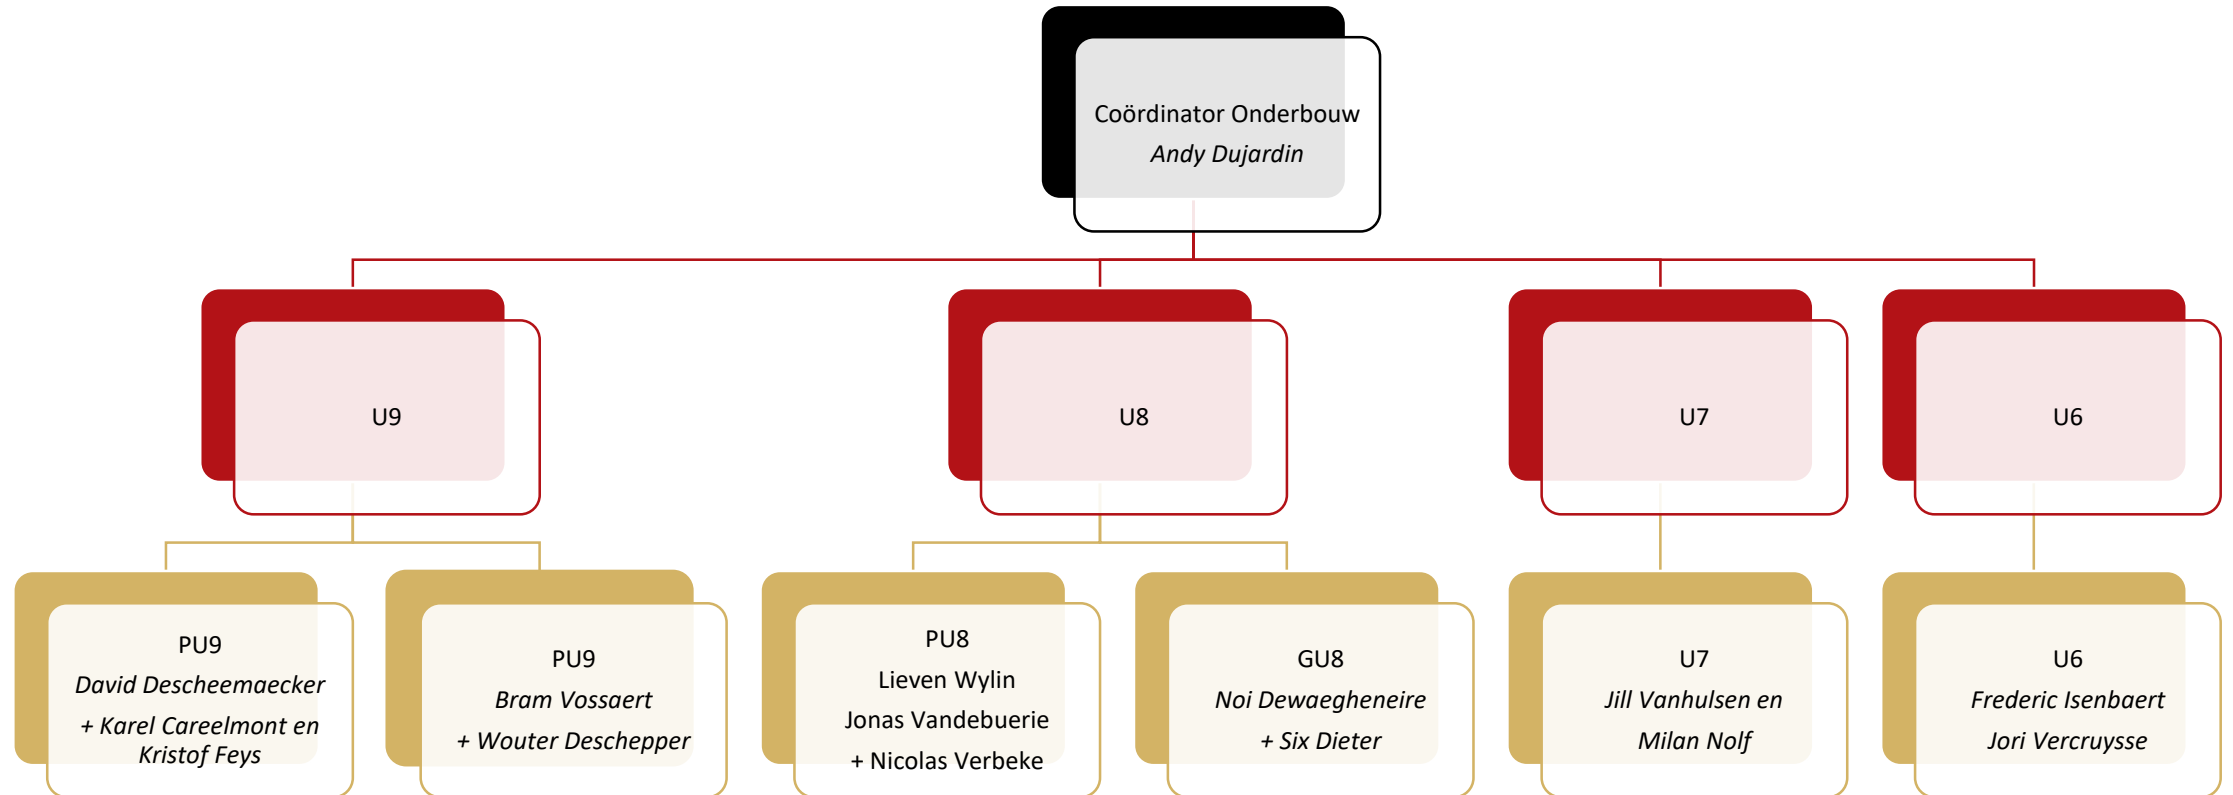 Coördinator Onderbouw
Andy Dujardin
U9
U8
U7
U6
PU9
David Descheemaecker
+ Karel Careelmont en
Kristof Feys
PU9
Bram Vossaert
+ Wouter Deschepper
PU8
Lieven Wylin
Jonas Vandebuerie
+ Nicolas Verbeke
GU8
Noi Dewaegheneire
+ Six Dieter
U7
Jill Vanhulsen en
Milan Nolf
U6
Frederic Isenbaert
Jori Vercruysse